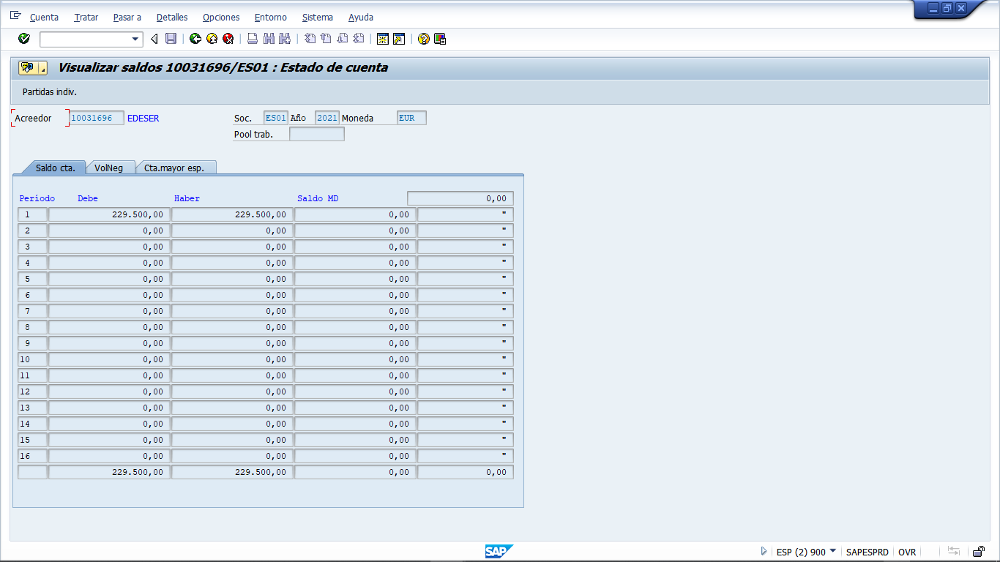 Cuenta Tratar Pasar a Detalles Opciones Entorno Sistema Ayuda
Visualizar saldos 10031696/ES01 : Estado de cuenta
Partidas indiv.
Acreedor 10031696 EDESER Soc. ES01 Año 2021 Moneda EUR
Pool trab.
Saldo cta. VolNeg Cta.mayor esp.
Período Debe Haber Saldo MD 0,00
1 229.500,00 229.500,00 0,00 "
2 0,00 0,00 0,00 "
3 0,00 0,00 0,00 "
4 0,00 0,00 0,00 "
5 0,00 0,00 0,00 "
6 0,00 0,00 0,00 "
7 0,00 0,00 0,00 "
8 0,00 0,00 0,00 "
9 0,00 0,00 0,00 "
10 0,00 0,00 0,00 "
11 0,00 0,00 0,00 "
12 0,00 0,00 0,00 "
13 0,00 0,00 0,00 "
14 0,00 0,00 0,00 "
15 0,00 0,00 0,00 "
16 0,00 0,00 0,00 "
229.500,00 229.500,00 0,00 0,00
SAP ESP (2) 900 SAPESPRD OVR